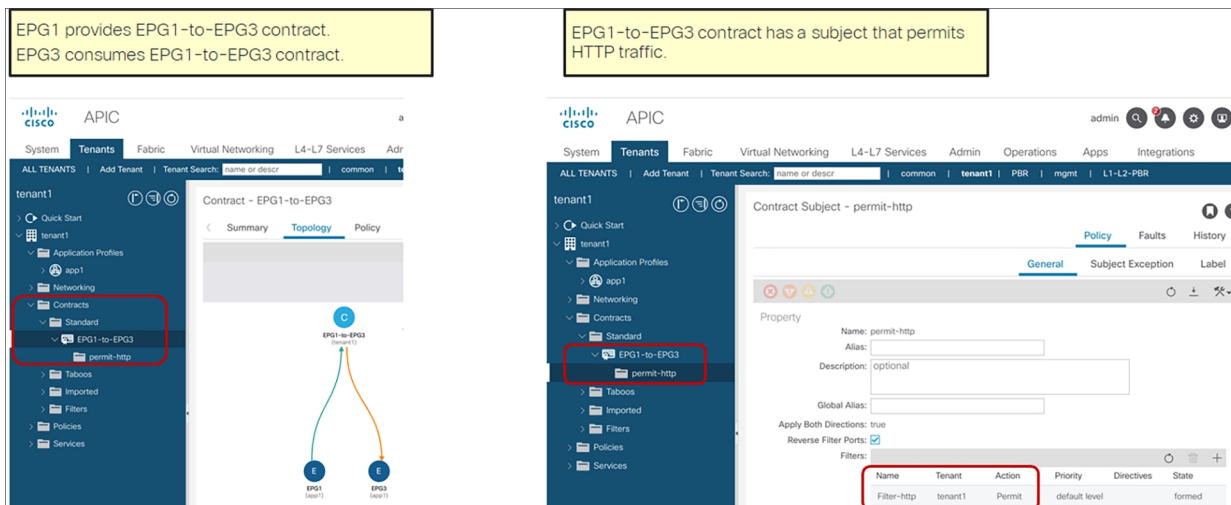 EPG1 provides EPG1-to-EPG3 contract.
EPG3 consumes EPG1-to-EPG3 contract.
CISCO
APIC
a
System Tenants Fabric Virtual Networking L4-L7 Services Adr
ALL TENANTS | Add Tenant | Tenant Search: name or descr | common | te
tenant1
Quick Start
tenant1
Application Profiles
app1
Networking
Contracts
Standard
EPG1-to-EPG3
permit-http
Taboos
Imported
Filters
Policies
Services
Contract - EPG1-to-EPG3
Summary Topology Policy
C
EPG1-to-EPG3
(tenant1)
E E
EPG1 EPG3
(app1) (app1)
EPG1-to-EPG3 contract has a subject that permits
HTTP traffic.
CISCO
APIC
admin 2
System Tenants Fabric Virtual Networking L4-L7 Services Admin Operations Apps Integrations
ALL TENANTS | Add Tenant | Tenant Search: name or descr | common | tenant1 | PBR | mgmt | L1-L2-PBR
tenant1
Quick Start
tenant1
Application Profiles
app1
Networking
Contracts
Standard
EPG1-to-EPG3
permit-http
Taboos
Imported
Filters
Policies
Services
Contract Subject - permit-http
Policy Faults History
General Subject Exception Label
Property
Name: permit-http
Alias:
Description: optional
Global Alias:
Apply Both Directions: true
Reverse Filter Ports:
Filters:
Name Tenant Action Priority Directives State
Filter-http tenant1 Permit default level formed